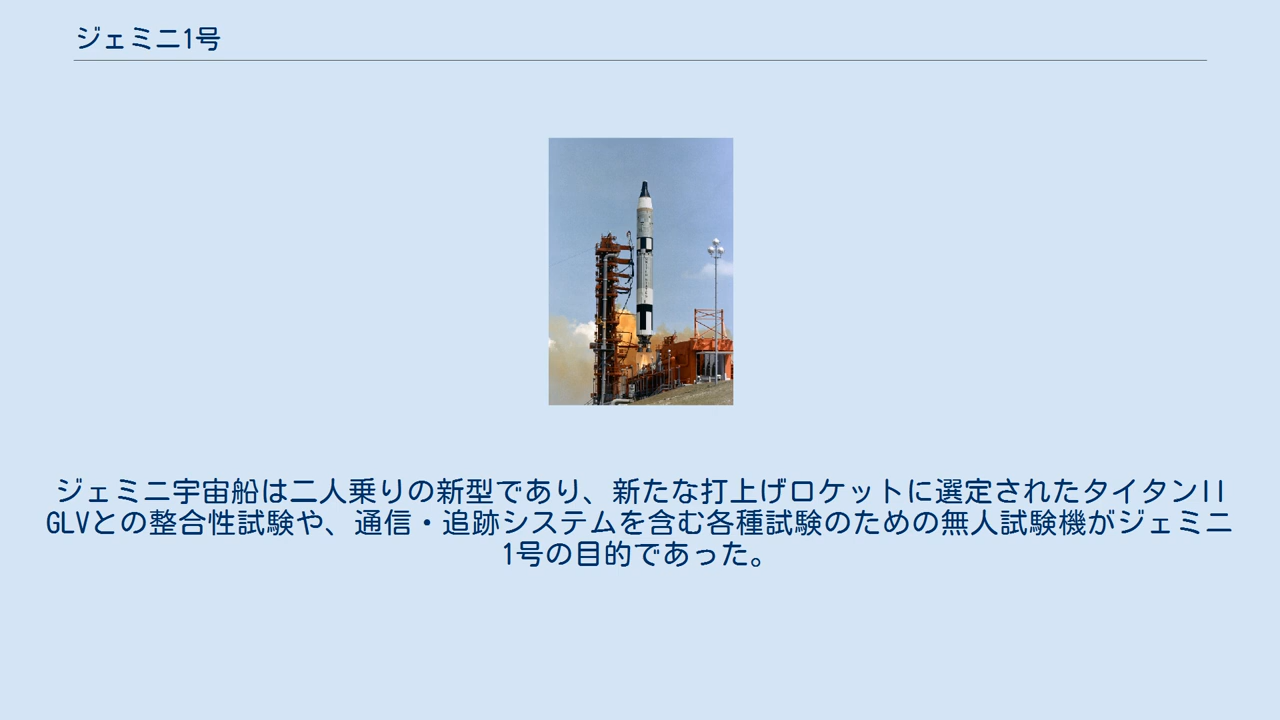 ジェミニ1号
ジェミニ宇宙船は二人乗りの新型であり、新たな打上げロケットに選定されたタイタンII
GLVとの整合性試験や、通信・追跡システムを含む各種試験のための無人試験機がジェミニ
1号の目的であった。